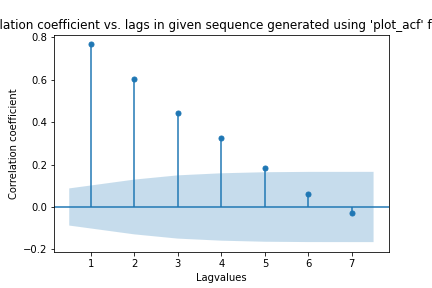 lation coefficient vs. lags in given sequence generated using 'plot_acf' f
0.8
0.6
0.4
0.2
0.0
−0.2
Correlation coefficient
1 2 3 4 5 6 7
Lagvalues